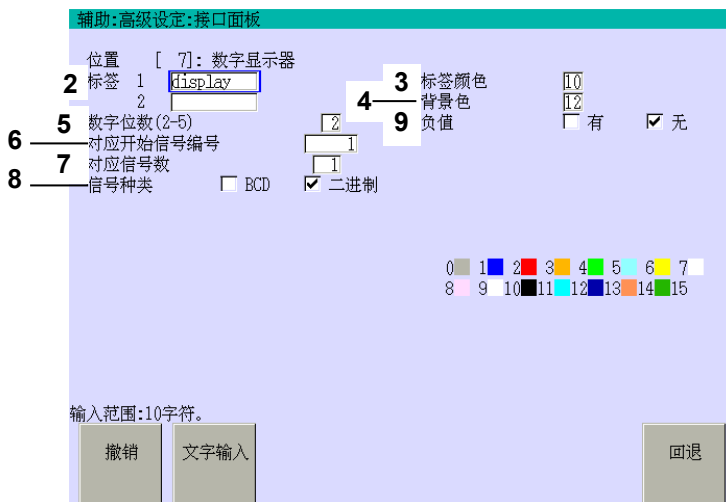 辅助:高级设定:接口面板
位置 [ 7]: 数字显示器
2 标签 1 display 3 标签颜色 10
2 4 背景色 12
5 数字位数(2-5) 2 9 负值 有 无
6 对应开始信号编号 1
7 对应信号数 1
8 信号种类 BCD 二进制
0 1 2 3 4 5 6 7
8 9 10 11 12 13 14 15
输入范围:10字符。
撤销 文字输入 回退